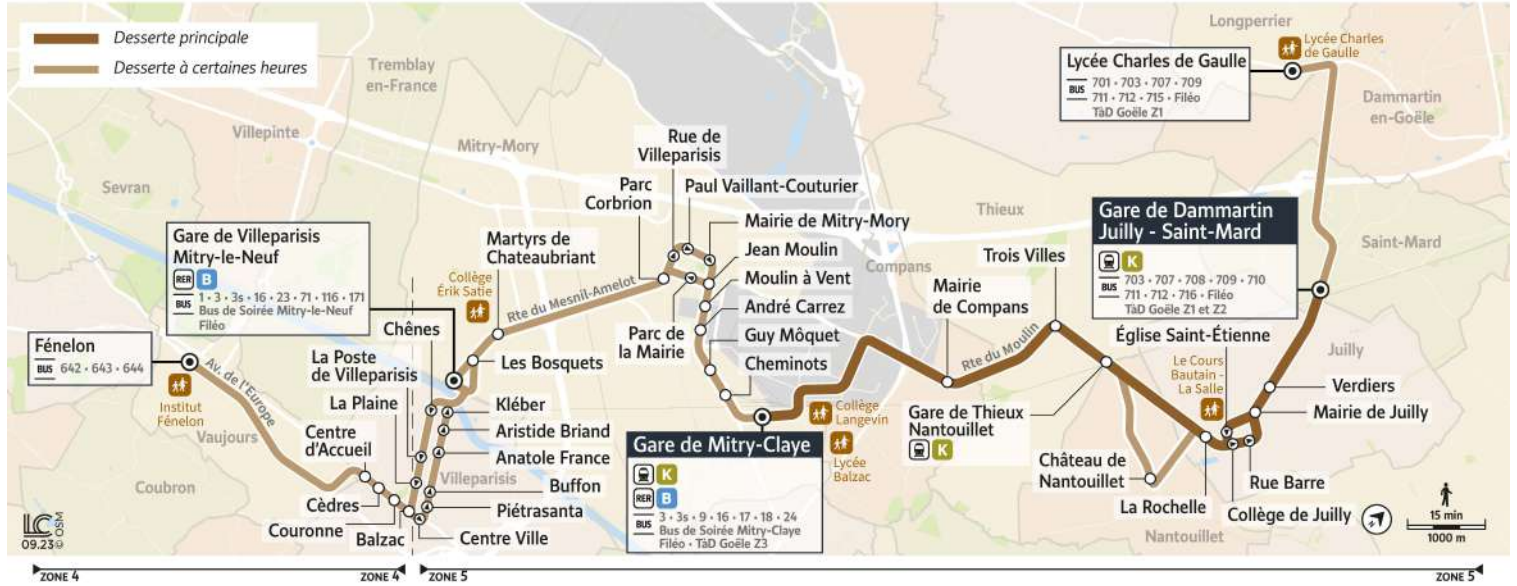 Desserte principale
Desserte à certaines heures
Tremblay
en-France
Villepinte
Mitry-Mory
Sevran
Longperrier
Lycée Charles
de Gaulle
Lycée Charles de Gaulle
BUS
701 • 703 • 707 • 709
711 • 712 • 715 • Filéo
TàD Goële Z1
Dammartin
en-Goële
Rue de
Villeparisis
Parc
Corbrion
Paul Vaillant-Couturier
Mairie de Mitry-Mory
Jean Moulin
Moulin à Vent
André Carrez
Guy Môquet
Cheminots
Parc de
la Mairie
Compans
Thieux
Trois Villes
Mairie
de Compans
Rte du Moulin
Gare de Dammartin
Juilly - Saint-Mard
K
BUS
703 • 707 • 708 • 709 • 710
711 • 712 • 716 • Filéo
TàD Goële Z1 et Z2
Saint-Mard
Gare de Villeparisis
Mitry-le-Neuf
RER B
BUS
1 • 3 • 3s • 16 • 23 • 71 • 116 • 171
Bus de Soirée Mitry-le-Neuf
Filéo
Martyrs de
Chateaubriant
Collège
Érik Satie
Rte du Mesnil-Amelot
Chênes
Les Bosquets
Fénelon
BUS
642 • 643 • 644
Institut
Fénelon
Av. de l'Europe
Vaujours
La Poste
de Villeparisis
La Plaine
Centre
d'Accueil
Kléber
Aristide Briand
Anatole France
Villeparisis
Buffon
Piétrasanta
Centre Ville
Coubron
Cèdres
Couronne
Balzac
Gare de Mitry-Claye
K
RER B
BUS
3 • 3s • 9 • 16 • 17 • 18 • 24
Bus de Soirée Mitry-Claye
Filéo • TàD Goële Z3
Collège
Langevin
Lycée
Balzac
Gare de Thieux
Nantouillet
K
Église Saint-Étienne
Le Cours
Bautain -
La Salle
Juilly
Verdiers
Mairie de Juilly
Château de
Nantouillet
La Rochelle
Rue Barre
Collège de Juilly
Nantouillet
15 min
1000 m
LC
09.23 © OSM
ZONE 4
ZONE 4
ZONE 5
ZONE 5